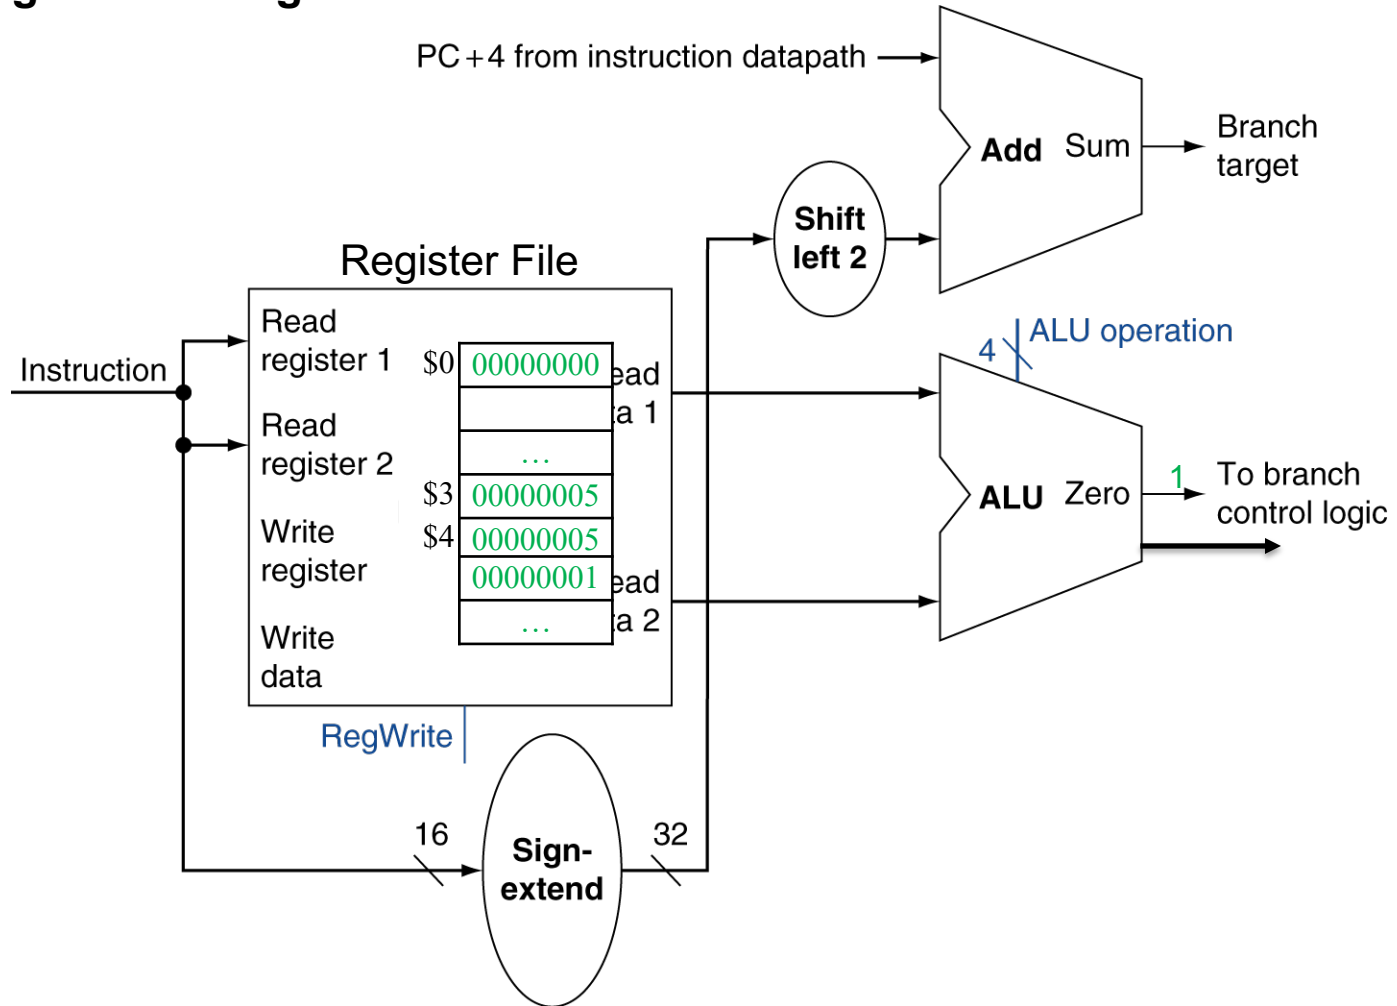 PC+4 from instruction datapath
Add Sum
Branch
target
Shift
left 2
Register File
ALU operation
4
Instruction
Read
register 1
$0 00000000
Read
register 2
...
$3 00000005
$4 00000005
00000001
...
Write
register
Write
data
a 1
a 2
ALU Zero
1
To branch
control logic
RegWrite
16
Sign-
extend
32